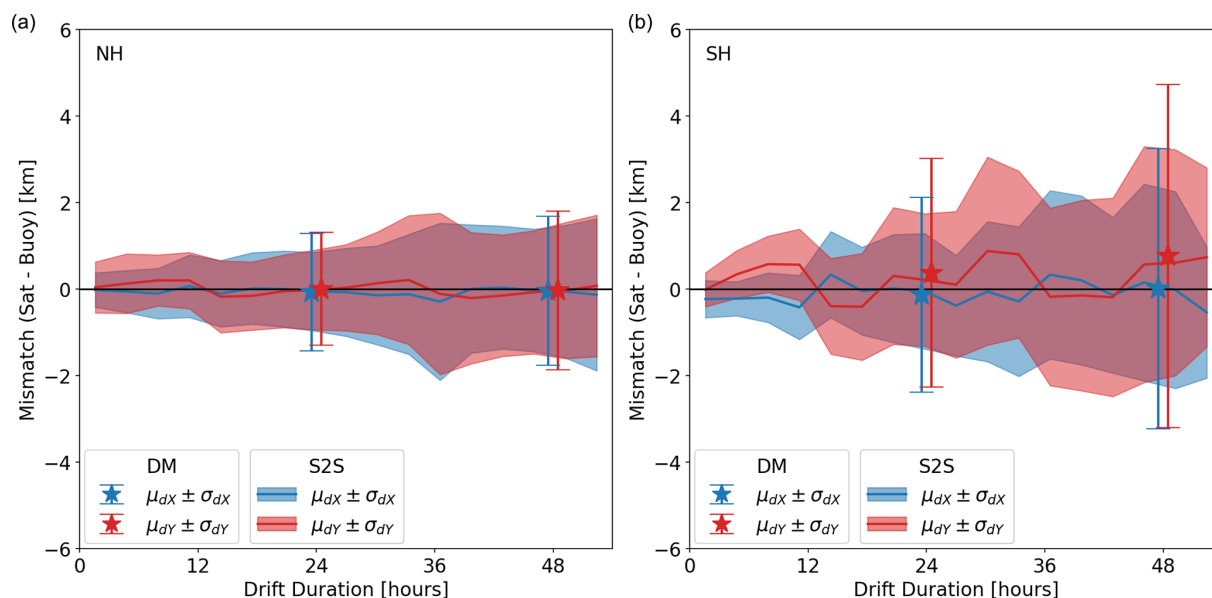 (a)
NH
Mismatch (Sat - Buoy) [km]
6
4
2
0
−2
−4
−6
DM
μdX ± σdX
μdY ± σdY
S2S
μdX ± σdX
μdY ± σdY
0 12 24 36 48
Drift Duration [hours]
(b)
SH
Mismatch (Sat - Buoy) [km]
6
4
2
0
−2
−4
−6
DM
μdX ± σdX
μdY ± σdY
S2S
μdX ± σdX
μdY ± σdY
0 12 24 36 48
Drift Duration [hours]